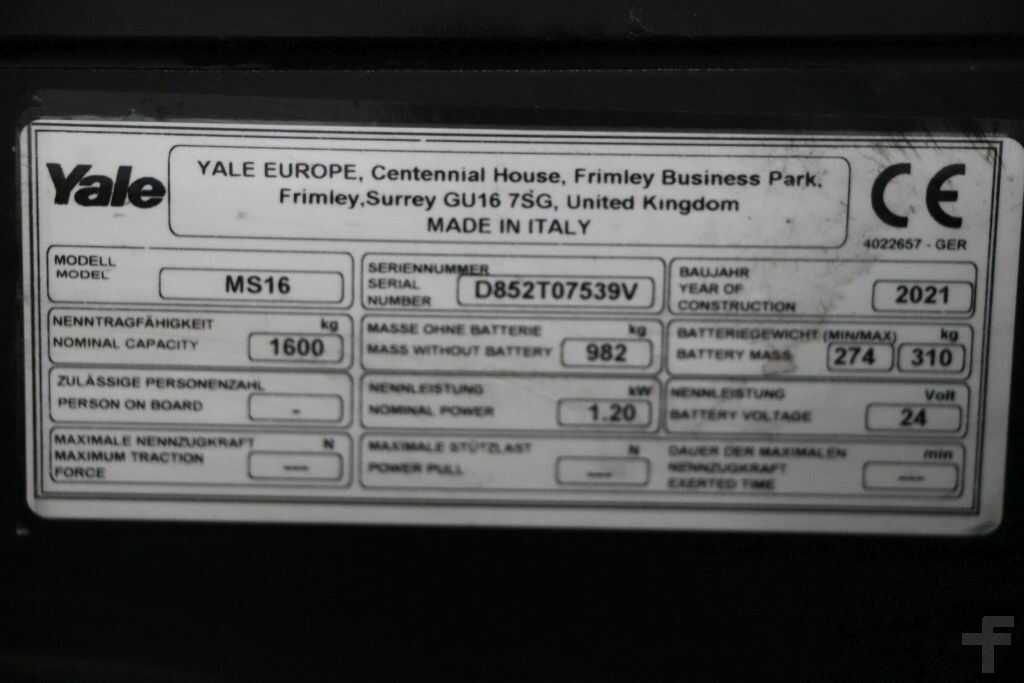 Yale
YALE EUROPE, Centennial House, Frimley Business Park,
Frimley,Surrey GU16 7SG, United Kingdom
MADE IN ITALY
CE
4022657 - GER
MODELL
MODEL
MS16
SERIENNUMMER
SERIAL
NUMBER
D852T07539V
BAUJAHR
YEAR OF
CONSTRUCTION
2021
NENNTRAGFÄHIGKEIT kg
NOMINAL CAPACITY 1600
MASSE OHNE BATTERIE kg
MASS WITHOUT BATTERY 982
BATTERIEGEWICHT (MIN/MAX) kg
BATTERY MASS 274 310
ZULÄSSIGE PERSONENZAHL
PERSON ON BOARD -
NENNLEISTUNG kW
NOMINAL POWER 1.20
NENNLEISTUNG Volt
BATTERY VOLTAGE 24
MAXIMALE NENNZUGKRAFT N
MAXIMUM TRACTION
FORCE ---
MAXIMALE STÜTZLAST N
POWER PULL ---
DAUER DER MAXIMALEN min
NENNZUGKRAFT
EXERTED TIME ---